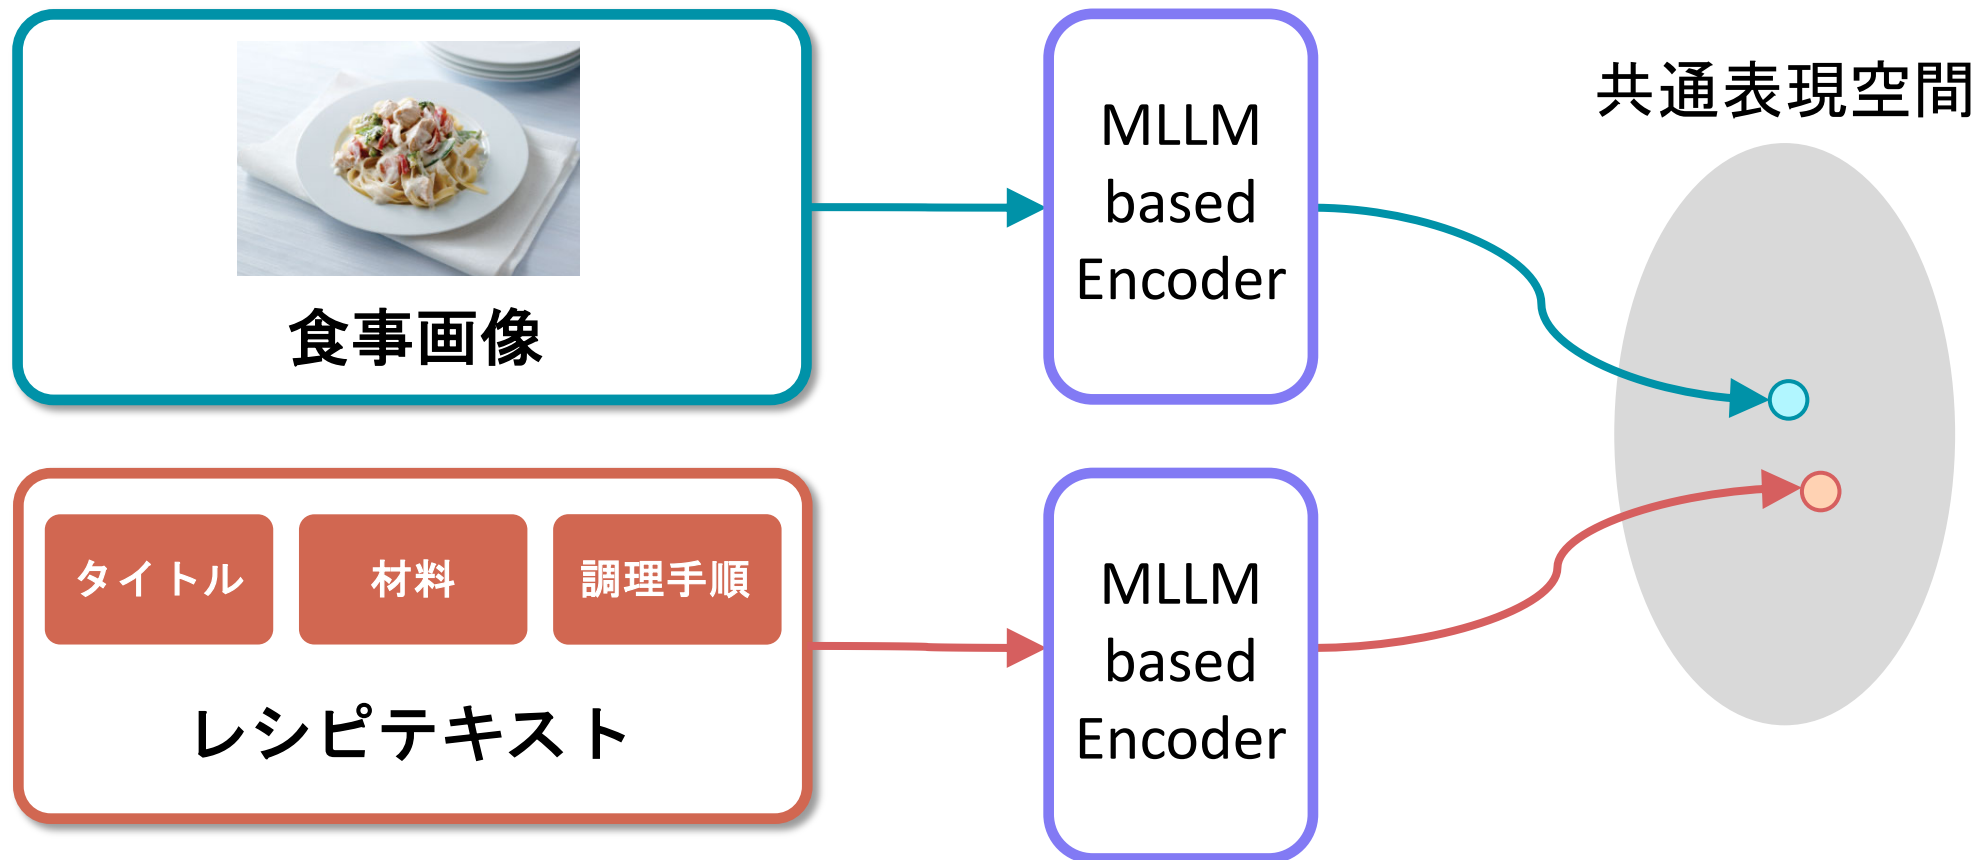 食事画像
MLLM
based
Encoder
共通表現空間
タイトル
材料
調理手順
レシピテキスト
MLLM
based
Encoder